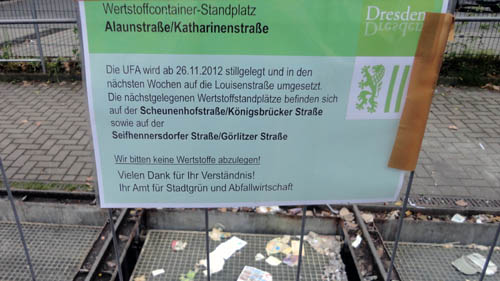 Wertstoffcontainer-Standplatz
Alaunstraße/Katharinenstraße
Dresden
Dresden
Die UFA wird ab 26.11.2012 stillgelegt und in den
nächsten Wochen auf die Louisenstraße umgesetzt.
Die nächstgelegenen Wertstoffstandplätze befinden sich
auf der Scheunenhofstraße/Königsbrücker Straße
sowie auf der
Seifhennersdorfer Straße/Görlitzer Straße
Wir bitten keine Wertstoffe abzulegen!
Vielen Dank für Ihr Verständnis!
Ihr Amt für Stadtgrün und Abfallwirtschaft